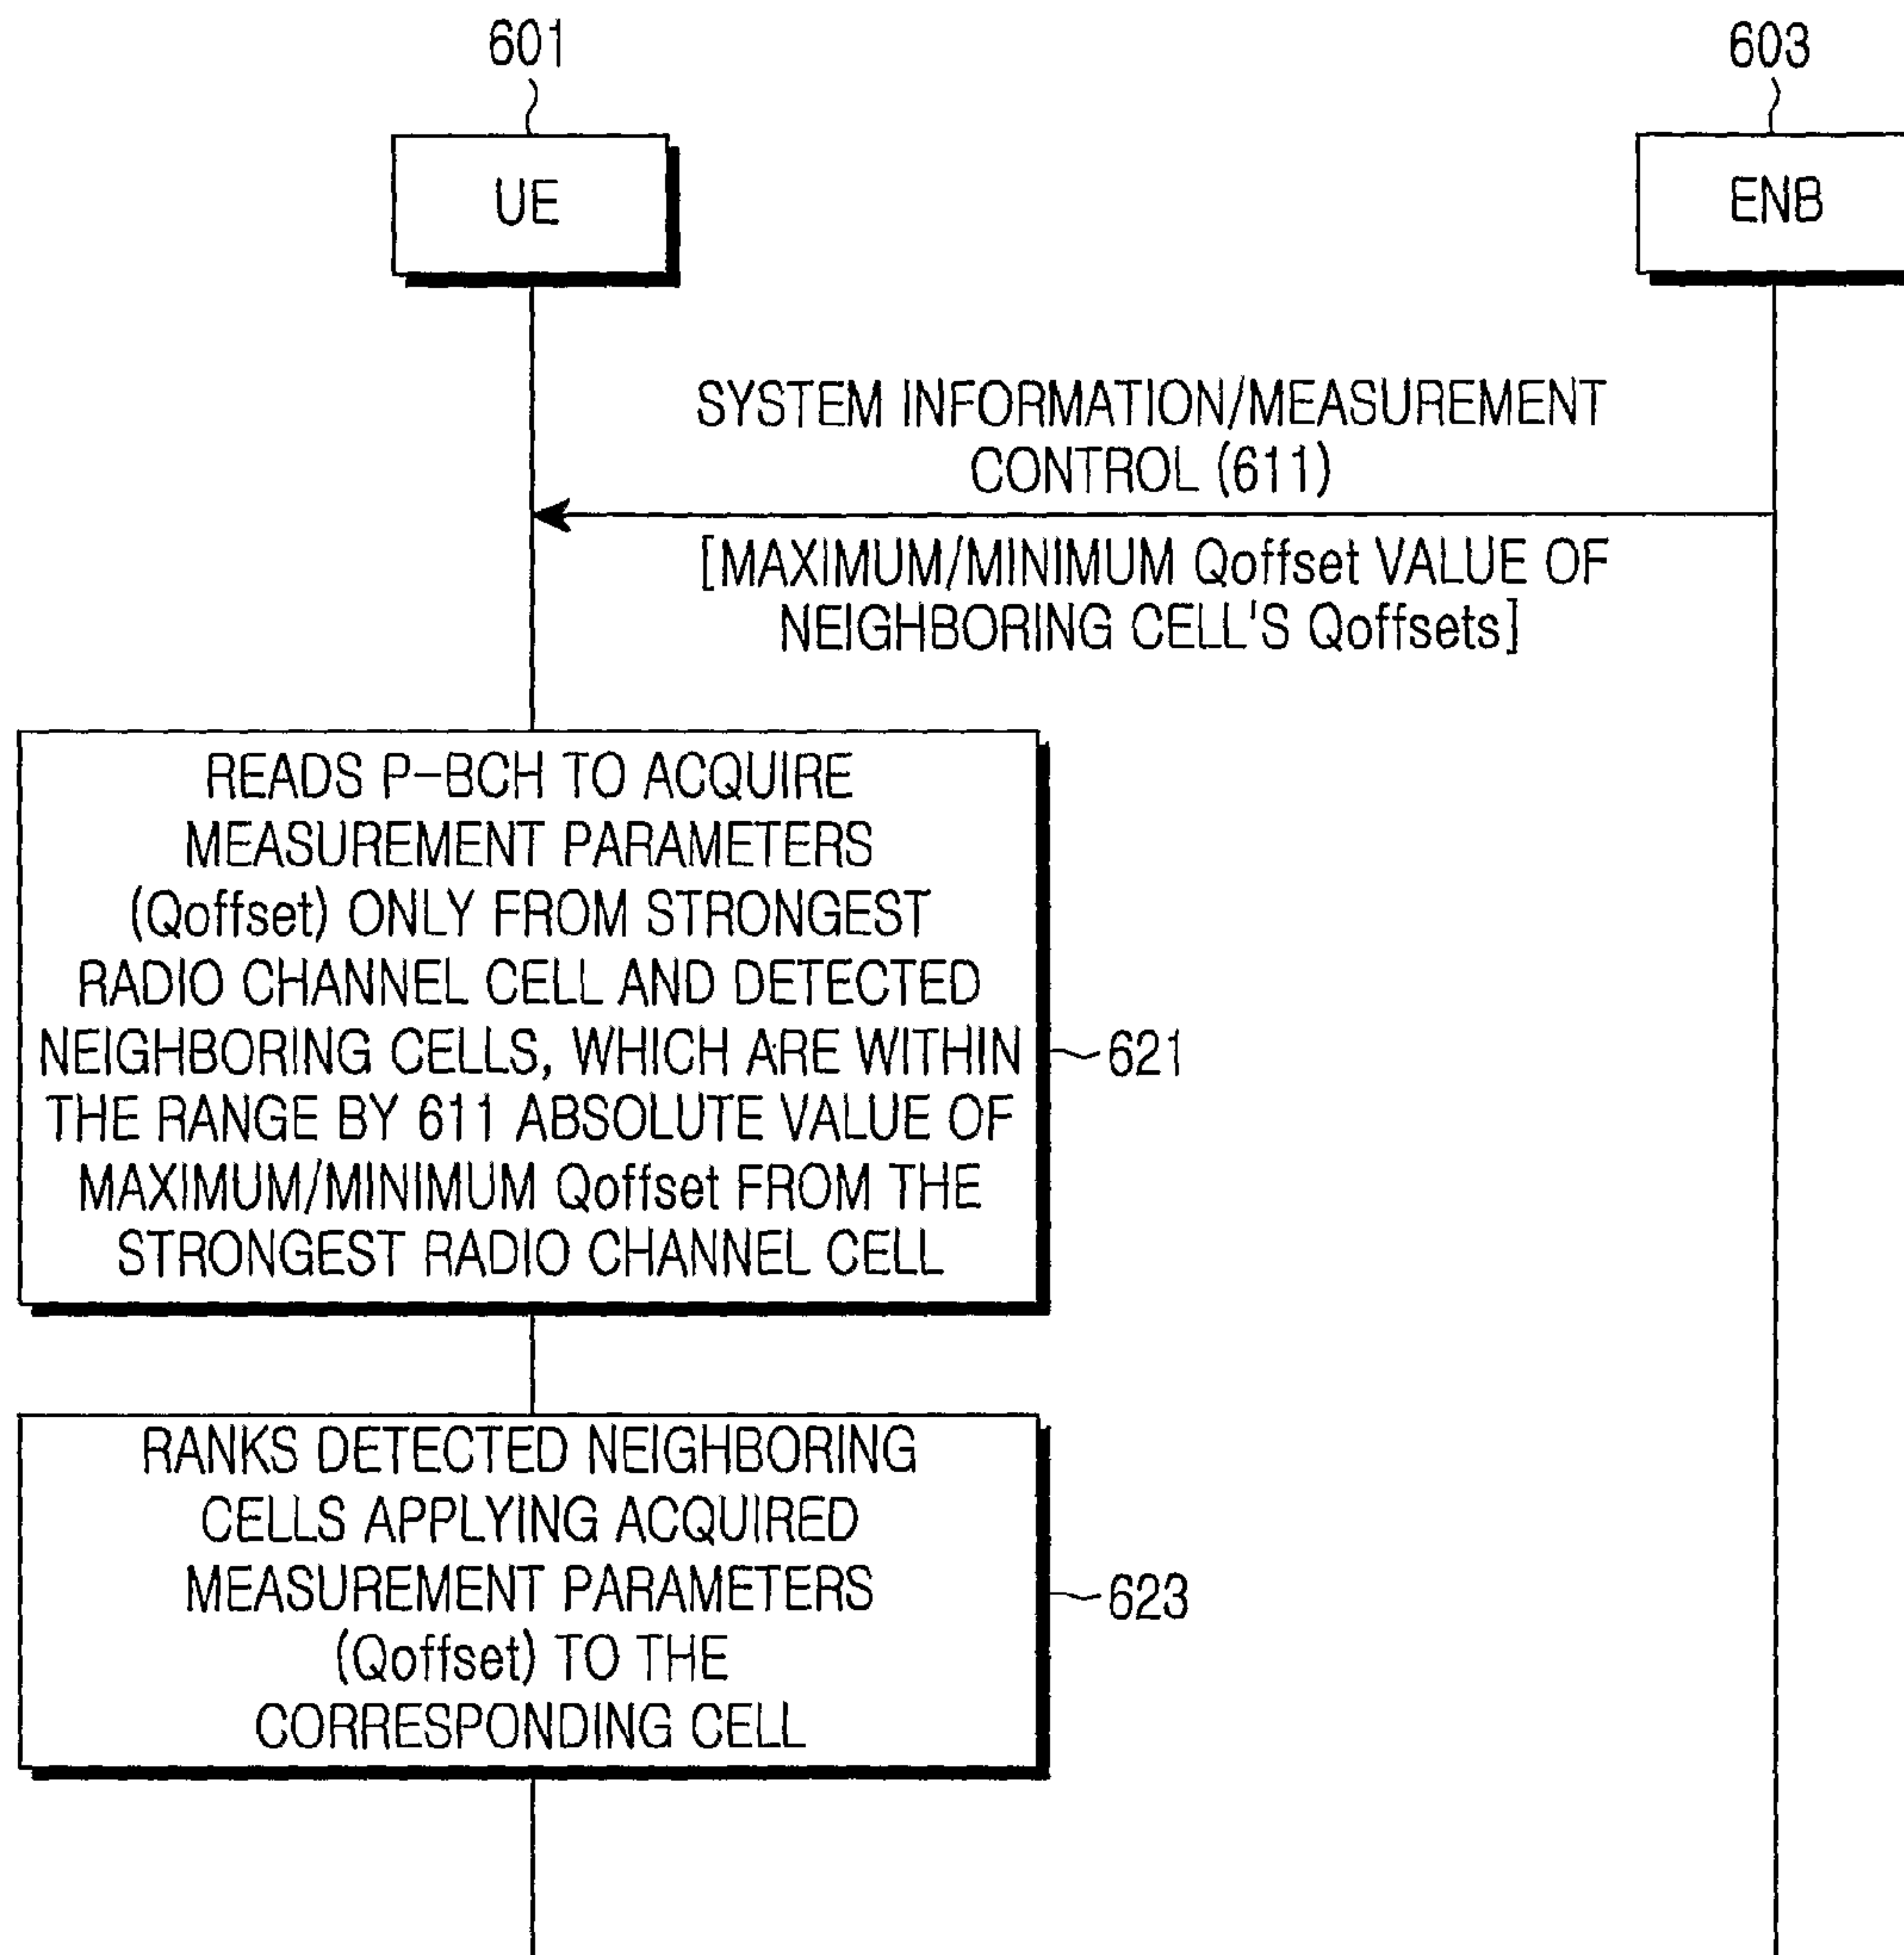 601
603
UE
ENB
SYSTEM INFORMATION/MEASUREMENT
CONTROL (611)
[MAXIMUM/MINIMUM Qoffset VALUE OF
NEIGHBORING CELL'S Qoffsets]
READS P-BCH TO ACQUIRE
MEASUREMENT PARAMETERS
(Qoffset) ONLY FROM STRONGEST
RADIO CHANNEL CELL AND DETECTED
NEIGHBORING CELLS, WHICH ARE WITHIN
THE RANGE BY 611 ABSOLUTE VALUE OF
MAXIMUM/MINIMUM Qoffset FROM THE
STRONGEST RADIO CHANNEL CELL
621
RANKS DETECTED NEIGHBORING
CELLS APPLYING ACQUIRED
MEASUREMENT PARAMETERS
(Qoffset) TO THE
CORRESPONDING CELL
623